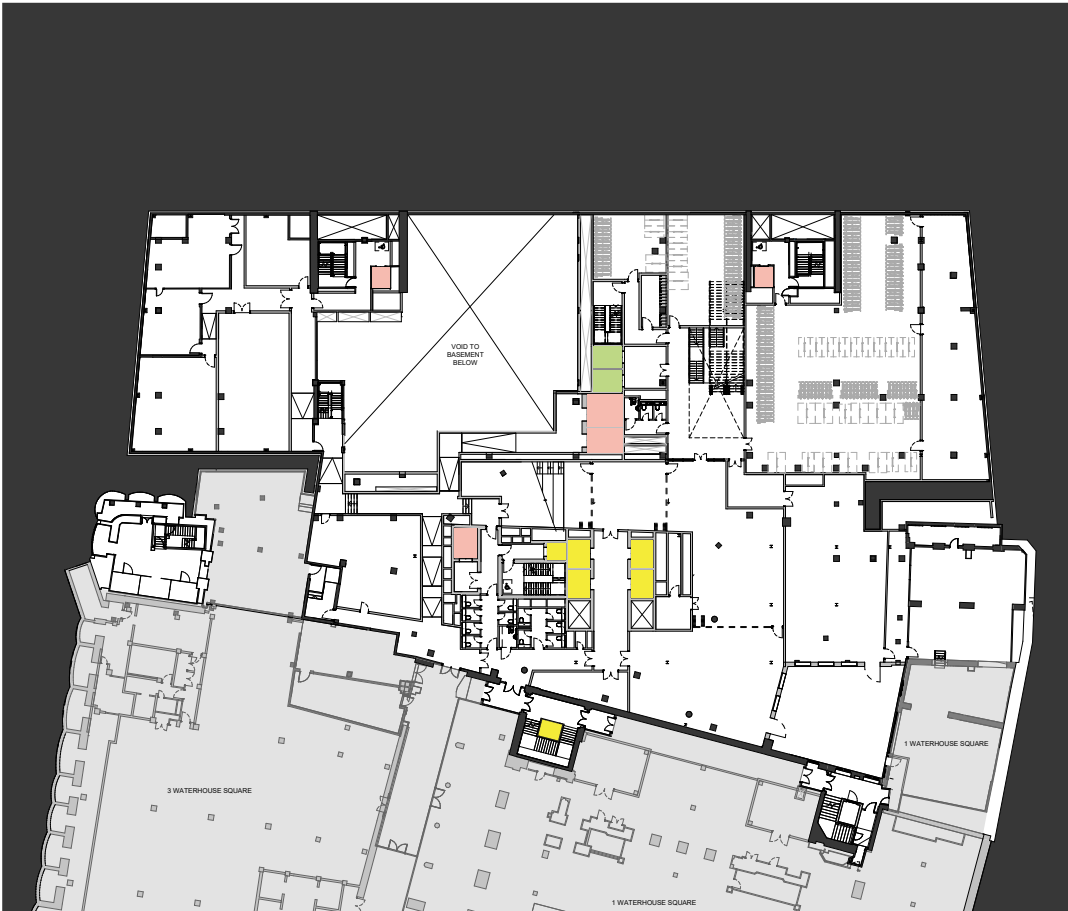 VOID TO
BASEMENT
BELOW
1 WATERHOUSE SQUARE
3 WATERHOUSE SQUARE
1 WATERHOUSE SQUARE